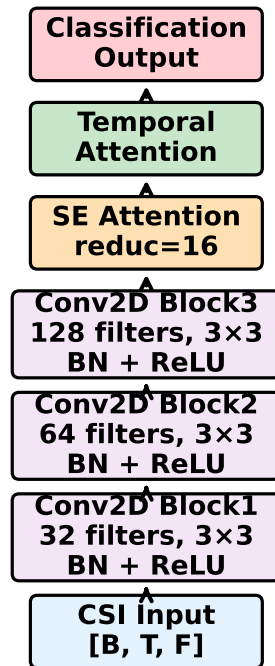 Classification
Output
Temporal
Attention
SE Attention
reduc=16
Conv2D Block3
128 filters, 3×3
BN + ReLU
Conv2D Block2
64 filters, 3×3
BN + ReLU
Conv2D Block1
32 filters, 3×3
BN + ReLU
CSI Input
[B, T, F]